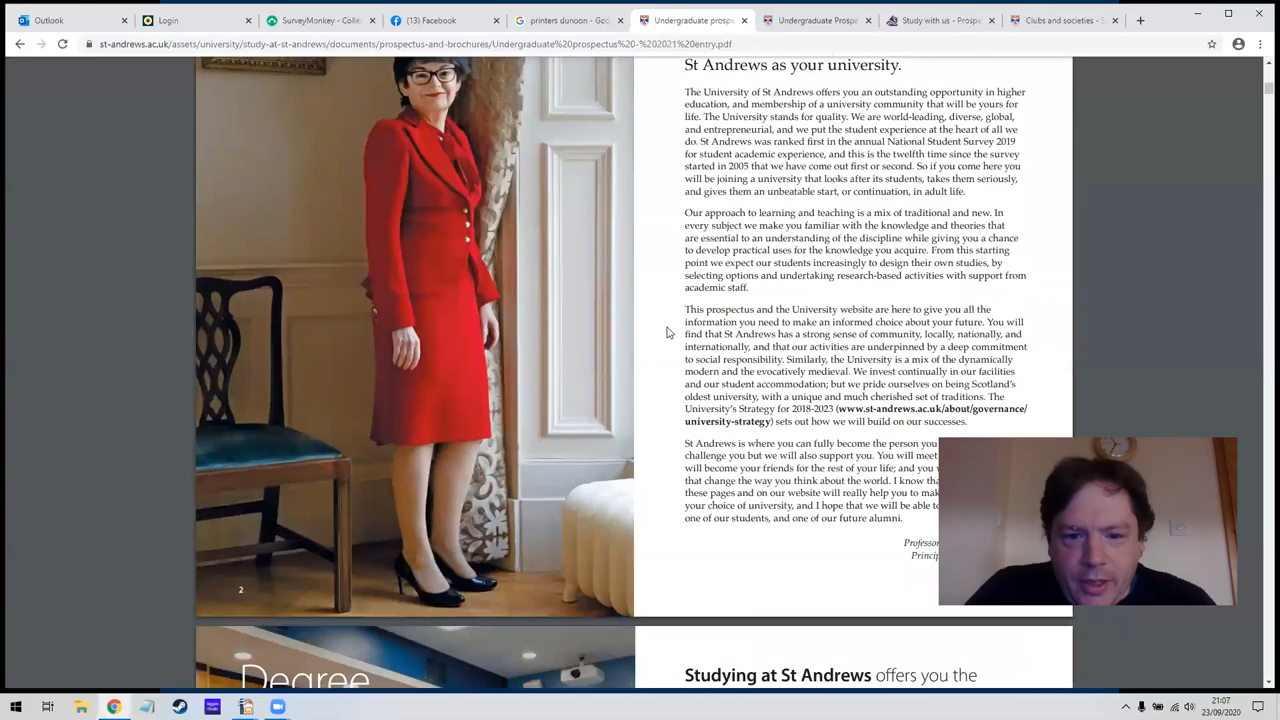 Outlook
Login
SurveyMonkey - Colle
(13) Facebook
printers dunoon - Goo
Undergraduate prospe
Undergraduate Prospe
Study with us - Prospe
Clubs and societies - S
st-andrews.ac.uk/assets/university/study-at-st-andrews/documents/prospectus-and-brochures/Undergraduate%20prospectus%20-%202021%20entry.pdf
St Andrews as your university.
The University of St Andrews offers you an outstanding opportunity in higher
education, and membership of a university community that will be yours for
life. The University stands for quality. We are world-leading, diverse, global,
and entrepreneurial, and we put the student experience at the heart of all we
do. St Andrews was ranked first in the annual National Student Survey 2019
for student academic experience, and this is the twelfth time since the survey
started in 2005 that we have come out first or second. So if you come here you
will be joining a university that looks after its students, takes them seriously,
and gives them an unbeatable start, or continuation, in adult life.
Our approach to learning and teaching is a mix of traditional and new. In
every subject we make you familiar with the knowledge and theories that
are essential to an understanding of the discipline while giving you a chance
to develop practical uses for the knowledge you acquire. From this starting
point we expect our students increasingly to design their own studies, by
selecting options and undertaking research-based activities with support from
academic staff.
This prospectus and the University website are here to give you all the
information you need to make an informed choice about your future. You will
find that St Andrews has a strong sense of community, locally, nationally, and
internationally, and that our activities are underpinned by a deep commitment
to social responsibility. Similarly, the University is a mix of the dynamically
modern and the evocatively medieval. We invest continually in our facilities
and our student accommodation; but we pride ourselves on being Scotland's
oldest university, with a unique and much cherished set of traditions. The
University's Strategy for 2018-2023 (www.st-andrews.ac.uk/about/governance/
university-strategy) sets out how we will build on our successes.
St Andrews is where you can fully become the person you
challenge you but we will also support you. You will meet
will become your friends for the rest of your life; and you
that change the way you think about the world. I know tha
these pages and on our website will really help you to mak
your choice of university, and I hope that we will be able to
one of our students, and one of our future alumni.
Professor
Princip
2
Degree
Studying at St Andrews offers you the
21:07
23/09/2020